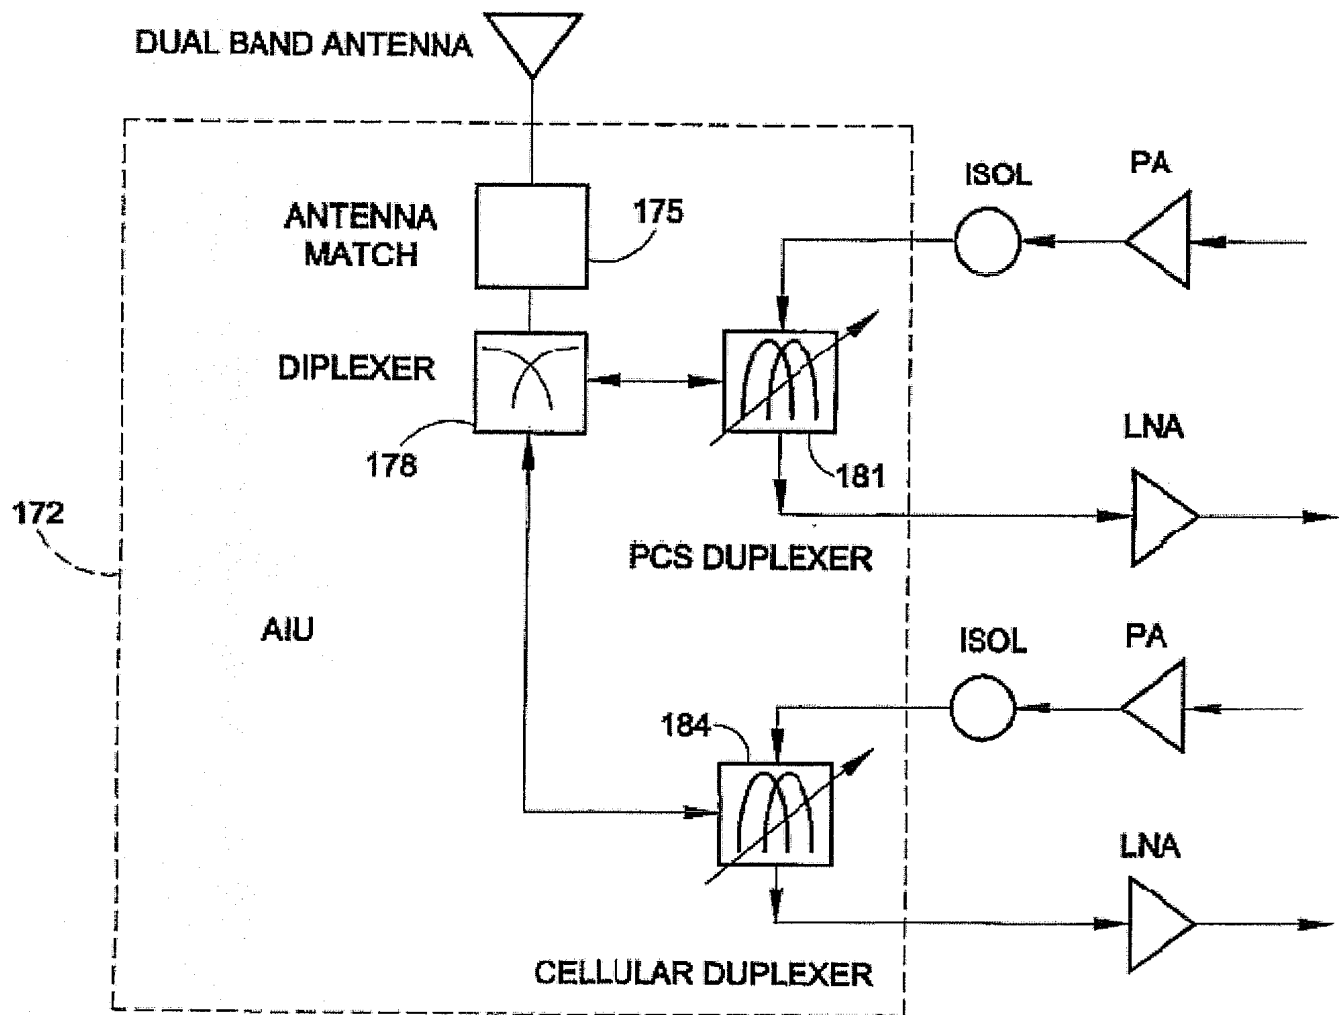 DUAL BAND ANTENNA
ANTENNA
MATCH
175
ISOL
PA
DIPLEXER
178
181
LNA
172
PCS DUPLEXER
AIU
ISOL
PA
184
LNA
CELLULAR DUPLEXER